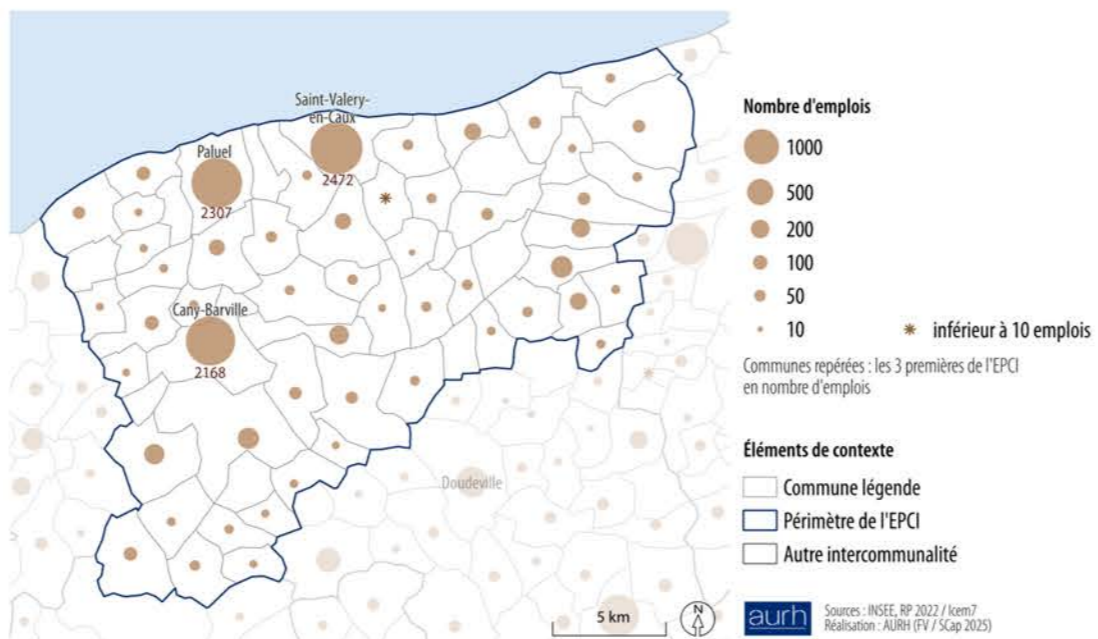 Saint-Valery-
en-Caux
2472
Paluel
2307
Cany-Barville
2168
Doudeville
5 km
N
Nombre d'emplois
1000
500
200
100
50
10
inférieur à 10 emplois
Communes repérées : les 3 premières de l'EPCI
en nombre d'emplois
Éléments de contexte
Commune légende
Périmètre de l'EPCI
Autre intercommunalité
aurh
Sources : INSEE, RP 2022 / Icem7
Réalisation : AURH (FV / SCap 2025)